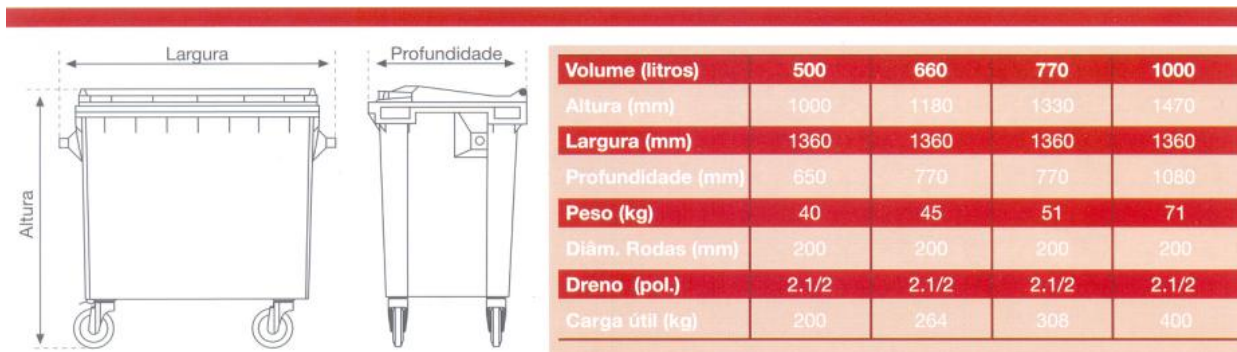 Largura
Profundidade
Altura
Volume (litros) 500 660 770 1000
Altura (mm) 1000 1180 1330 1470
Largura (mm) 1360 1360 1360 1360
Profundidade (mm) 650 770 770 1080
Peso (kg) 40 45 51 71
Diâm. Rodas (mm) 200 200 200 200
Dreno (pol.) 2.1/2 2.1/2 2.1/2 2.1/2
Carga útil (kg) 200 264 308 400